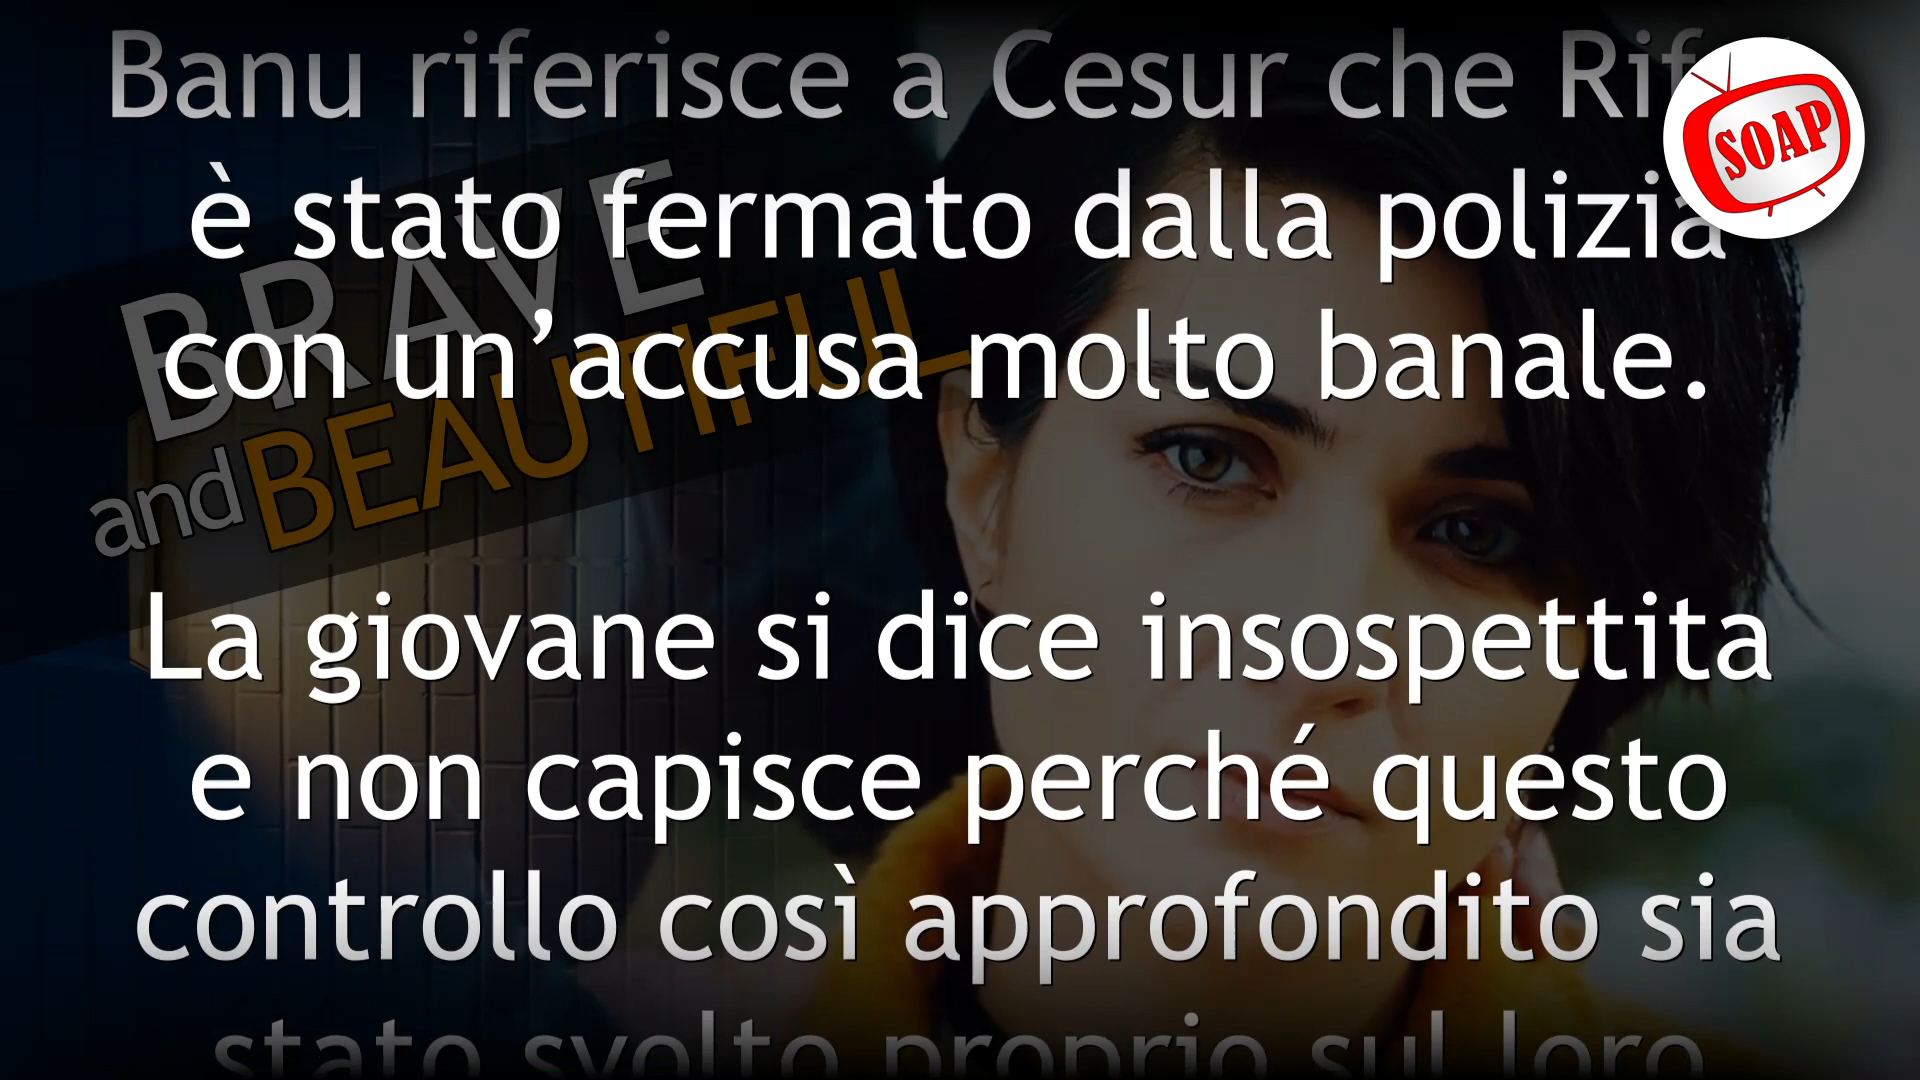 Banu riferisce a Cesur che
è stato fermato dalla polizia
con un’accusa molto banale.
La giovane si dice insospettita
e non capisce perché questo
controllo così approfondito sia
stato svolto proprio sul loro
BRAVE
and BEAUTIFUL
SOAP